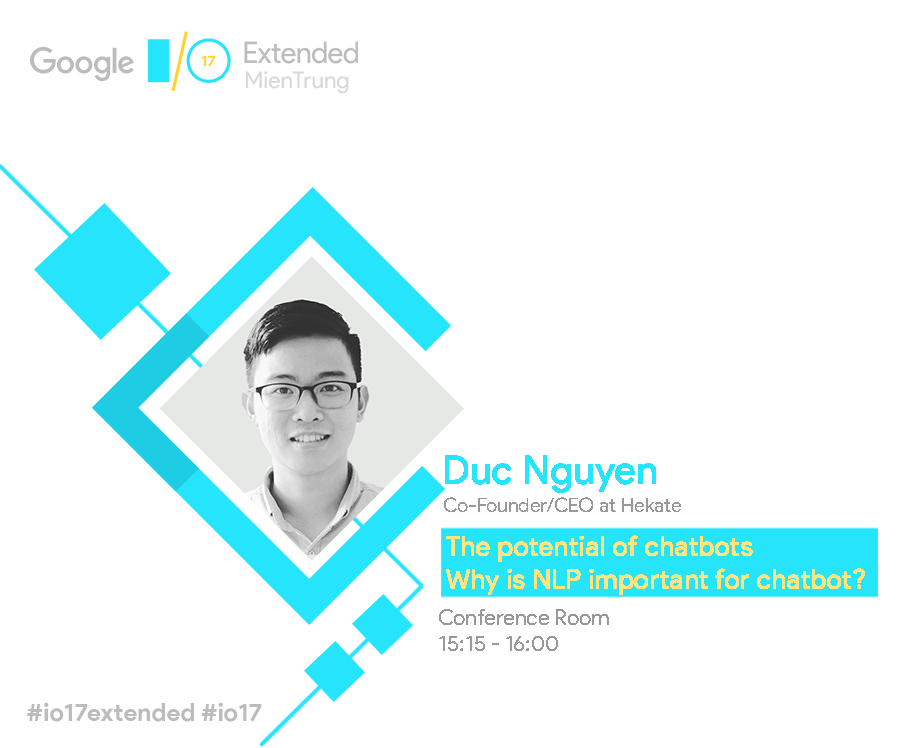 Google I/O 17 Extended
MienTrung
Duc Nguyen
Co-Founder/CEO at Hekate
The potential of chatbots
Why is NLP important for chatbot?
Conference Room
15:15 - 16:00
#io17extended #io17